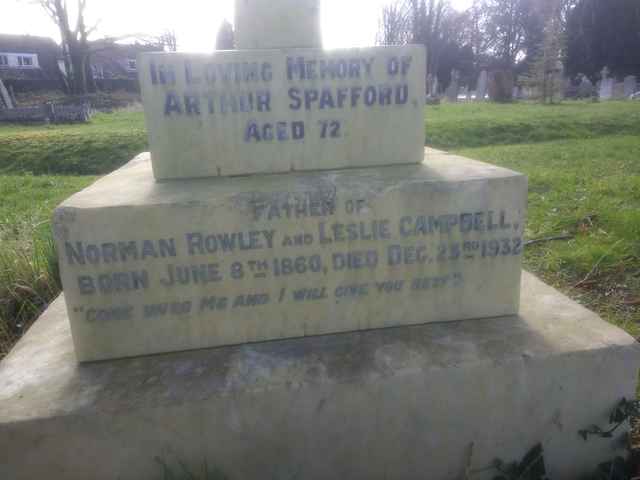 IN LOVING MEMORY OF
ARTHUR SPAFFORD,
AGED 72
FATHER OF
NORMAN ROWLEY AND LESLIE CAMPBELL.
BORN JUNE 8TH 1860, DIED DEC. 23RD 1932
"COME UNTO ME AND I WILL GIVE YOU REST".